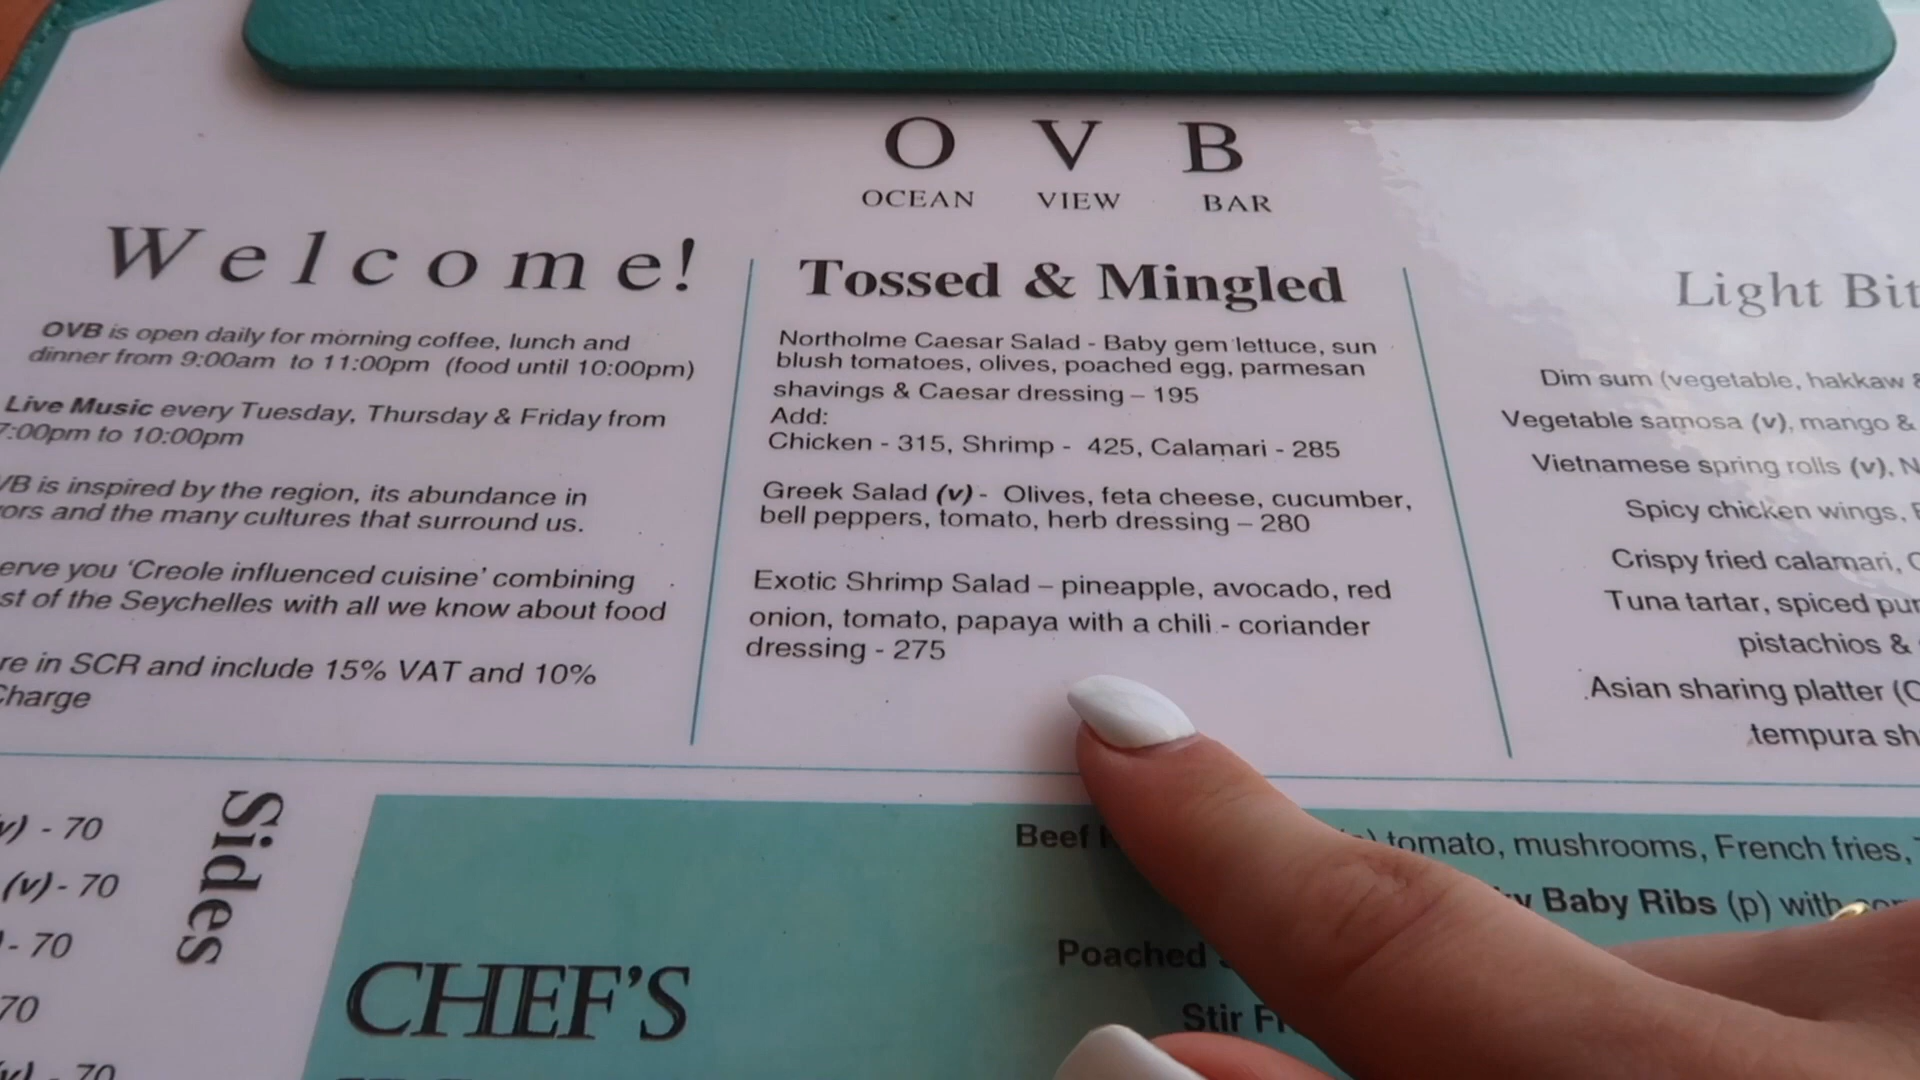 O V B
OCEAN VIEW BAR
Welcome!
OVB is open daily for morning coffee, lunch and
dinner from 9:00am to 11:00pm (food until 10:00pm)
Live Music every Tuesday, Thursday & Friday from
7:00pm to 10:00pm
is inspired by the region, its abundance in
and the many cultures that surround us.
you ‘Creole influenced cuisine’ combining
of the Seychelles with all we know about food
in SCR and include 15% VAT and 10%
Charge
Tossed & Mingled
Northolme Caesar Salad - Baby gem lettuce, sun
blush tomatoes, olives, poached egg, parmesan
shavings & Caesar dressing – 195
Add:
Chicken - 315, Shrimp - 425, Calamari - 285
Greek Salad (v) - Olives, feta cheese, cucumber,
bell peppers, tomato, herb dressing – 280
Exotic Shrimp Salad – pineapple, avocado, red
onion, tomato, papaya with a chili - coriander
dressing - 275
Light
Dim sum (vegetable, hakkaw &
Vegetable samosa (v), mango &
Vietnamese spring rolls (v),
Spicy chicken wings,
Crispy fried calamari,
Tuna tartar, spiced
pistachios &
Asian sharing platter
tempura
Sides
- 70
(v) - 70
- 70
70
- 70
CHEF’S
Beef tomato, mushrooms, French fries,
Baby Ribs (p) with
Poached
Stir